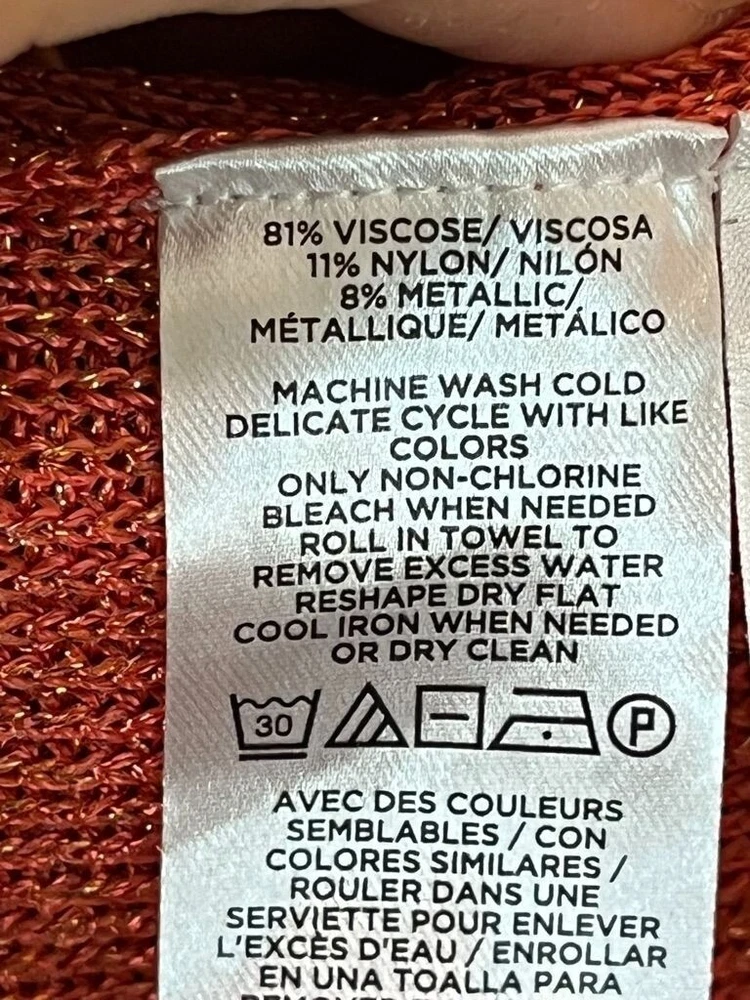 81% VISCOSE/ VISCOSA
11% NYLON/ NILÓN
8% METALLIC/
MÉTALLIQUE/ METÁLICO
MACHINE WASH COLD
DELICATE CYCLE WITH LIKE
COLORS
ONLY NON-CHLORINE
BLEACH WHEN NEEDED
ROLL IN TOWEL TO
REMOVE EXCESS WATER
RESHAPE DRY FLAT
COOL IRON WHEN NEEDED
OR DRY CLEAN
30 P
AVEC DES COULEURS
SEMBLABLES / CON
COLORES SIMILARES /
ROULER DANS UNE
SERVIETTE POUR ENLEVER
L'EXCÈS D'EAU / ENROLLAR
EN UNA TOALLA PARA